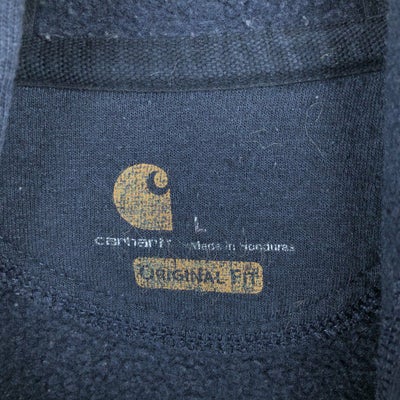 L
carhartt Made in Honduras
ORIGINAL FIT